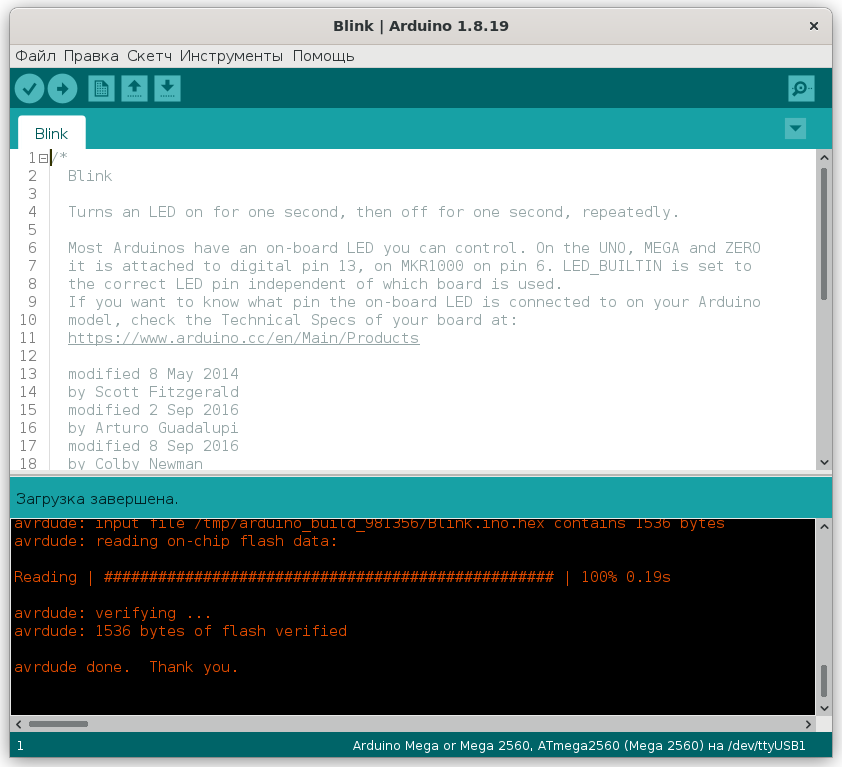 Blink | Arduino 1.8.19
Файл Правка Скетч Инструменты Помощь
Blink
1 /*
2 Blink
3
4 Turns an LED on for one second, then off for one second, repeatedly.
5
6 Most Arduinos have an on-board LED you can control. On the UNO, MEGA and ZERO
7 it is attached to digital pin 13, on MKR1000 on pin 6. LED_BUILTIN is set to
8 the correct LED pin independent of which board is used.
9 If you want to know what pin the on-board LED is connected to on your Arduino
10 model, check the Technical Specs of your board at:
11 https://www.arduino.cc/en/Main/Products
12
13 modified 8 May 2014
14 by Scott Fitzgerald
15 modified 2 Sep 2016
16 by Arturo Guadalupi
17 modified 8 Sep 2016
18 by Colby Newman
Загрузка завершена.
avrdude: input file /tmp/arduino_build_981356/Blink.ino.hex contains 1536 bytes
avrdude: reading on-chip flash data:
Reading | ################################################## | 100% 0.19s
avrdude: verifying ...
avrdude: 1536 bytes of flash verified
avrdude done.  Thank you.
1 Arduino Mega or Mega 2560, ATmega2560 (Mega 2560) на /dev/ttyUSB1